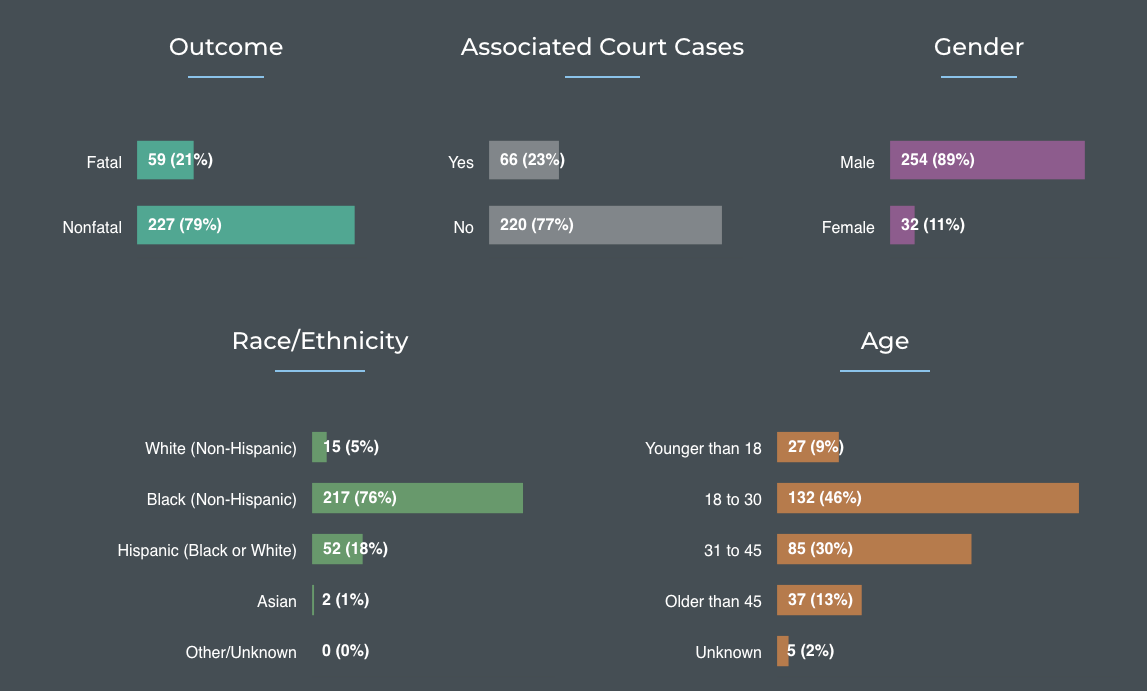 Outcome
Fatal 59 (21%)
Nonfatal 227 (79%)
Associated Court Cases
Yes 66 (23%)
No 220 (77%)
Gender
Male 254 (89%)
Female 32 (11%)
Race/Ethnicity
White (Non-Hispanic) 15 (5%)
Black (Non-Hispanic) 217 (76%)
Hispanic (Black or White) 52 (18%)
Asian 2 (1%)
Other/Unknown 0 (0%)
Age
Younger than 18 27 (9%)
18 to 30 132 (46%)
31 to 45 85 (30%)
Older than 45 37 (13%)
Unknown 5 (2%)